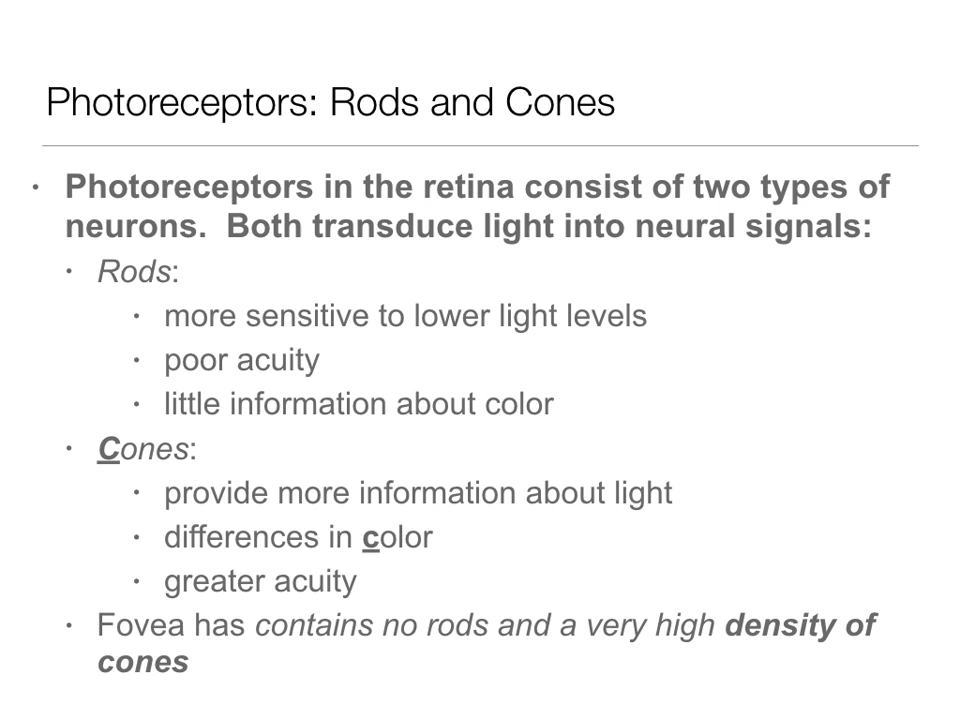 Photoreceptors: Rods and Cones
• Photoreceptors in the retina consist of two types of
neurons.  Both transduce light into neural signals:
• Rods:
• more sensitive to lower light levels
• poor acuity
• little information about color
• Cones:
• provide more information about light
• differences in color
• greater acuity
• Fovea has contains no rods and a very high density of
cones